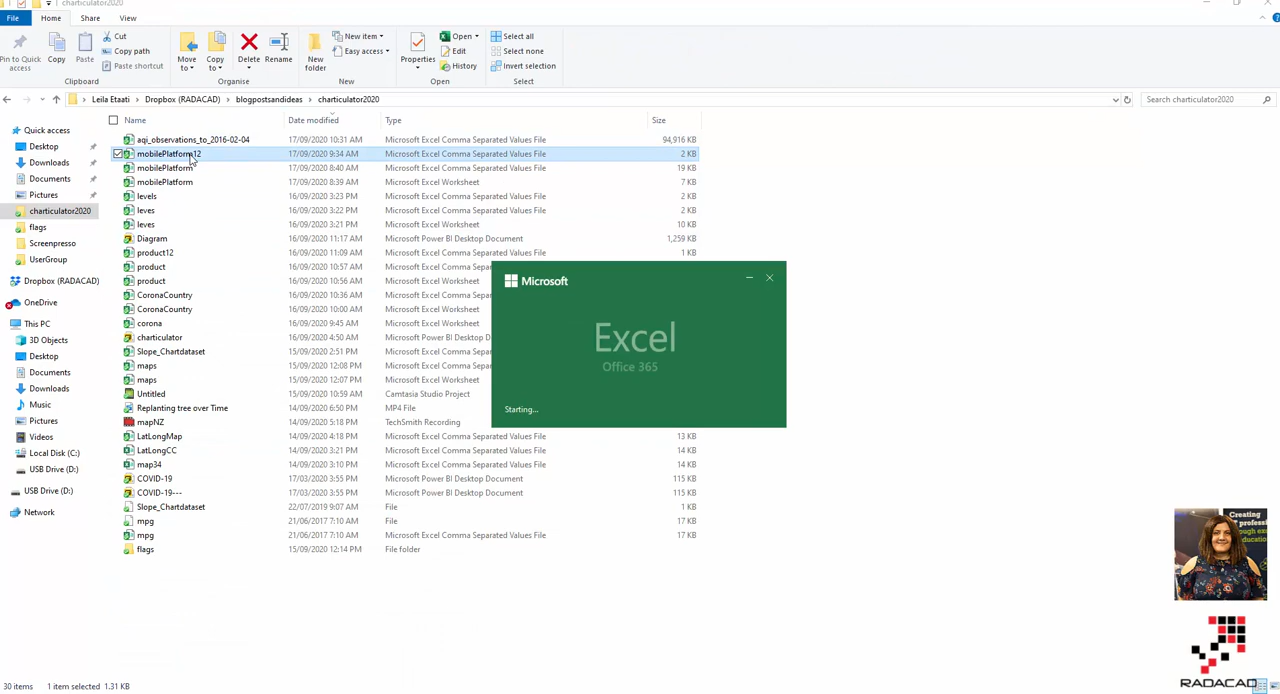 charticulator2020
File Home Share View
Pin to Quick access
Copy
Paste
Cut
Copy path
Paste shortcut
Clipboard
Move to
Copy to
Delete
Rename
Organise
New folder
New item
Easy access
New
Properties
Open
Edit
History
Open
Select all
Select none
Invert selection
Select
Leila Etaati > Dropbox (RADACAD) > blogpostsandideas > charticulator2020
Search charticulator2020
Quick access
Desktop
Downloads
Documents
Pictures
charticulator2020
flags
Screenpresso
UserGroup
Dropbox (RADACAD)
OneDrive
This PC
3D Objects
Desktop
Documents
Downloads
Music
Pictures
Videos
Local Disk (C:)
USB Drive (D:)
USB Drive (D:)
Network
Name Date modified Type Size
aqi_observations_to_2016-02-04 17/09/2020 10:31 AM Microsoft Excel Comma Separated Values File 94,916 KB
mobilePlatform12 17/09/2020 9:34 AM Microsoft Excel Comma Separated Values File 2 KB
mobilePlatform 17/09/2020 8:40 AM Microsoft Excel Comma Separated Values File 19 KB
mobilePlatform 17/09/2020 8:39 AM Microsoft Excel Worksheet 7 KB
levels 16/09/2020 3:23 PM Microsoft Excel Comma Separated Values File 2 KB
leves 16/09/2020 3:22 PM Microsoft Excel Comma Separated Values File 2 KB
leves 16/09/2020 3:21 PM Microsoft Excel Worksheet 10 KB
Diagram 16/09/2020 11:17 AM Microsoft Power BI Desktop Document 1,259 KB
product12 16/09/2020 11:09 AM Microsoft Excel Comma Separated Values File 1 KB
product 16/09/2020 10:57 AM Microsoft Excel Comma Sep
product 16/09/2020 10:56 AM Microsoft Excel Worksheet
CoronaCountry 16/09/2020 10:36 AM Microsoft Excel Comma Sep
CoronaCountry 16/09/2020 10:00 AM Microsoft Excel Worksheet
corona 16/09/2020 9:45 AM Microsoft Excel Worksheet
charticulator 16/09/2020 4:50 AM Microsoft Power BI Desktop D
Slope_Chartdataset 15/09/2020 2:51 PM Microsoft Excel Comma Sep
maps 15/09/2020 12:08 PM Microsoft Excel Comma Sep
maps 15/09/2020 12:07 PM Microsoft Excel Worksheet
Untitled 15/09/2020 10:59 AM Camtasia Studio Project
Replanting tree over Time 14/09/2020 6:50 PM MP4 File
mapNZ 14/09/2020 5:18 PM TechSmith Recording
LatLongMap 14/09/2020 4:18 PM Microsoft Excel Comma Separated Values File 13 KB
LatLongCC 14/09/2020 3:21 PM Microsoft Excel Comma Separated Values File 14 KB
map34 14/09/2020 3:10 PM Microsoft Excel Comma Separated Values File 14 KB
COVID-19 17/03/2020 3:55 PM Microsoft Power BI Desktop Document 115 KB
COVID-19--- 17/03/2020 3:55 PM Microsoft Power BI Desktop Document 115 KB
Slope_Chartdataset 22/07/2019 9:07 AM File 1 KB
mpg 21/06/2017 7:10 AM File 17 KB
mpg 21/06/2017 7:10 AM Microsoft Excel Comma Separated Values File 17 KB
flags 15/09/2020 12:14 PM File folder
Microsoft
Excel
Office 365
Starting...
Creating
of profes
ough exc
education
RADACAD
30 items 1 item selected 1.31 KB